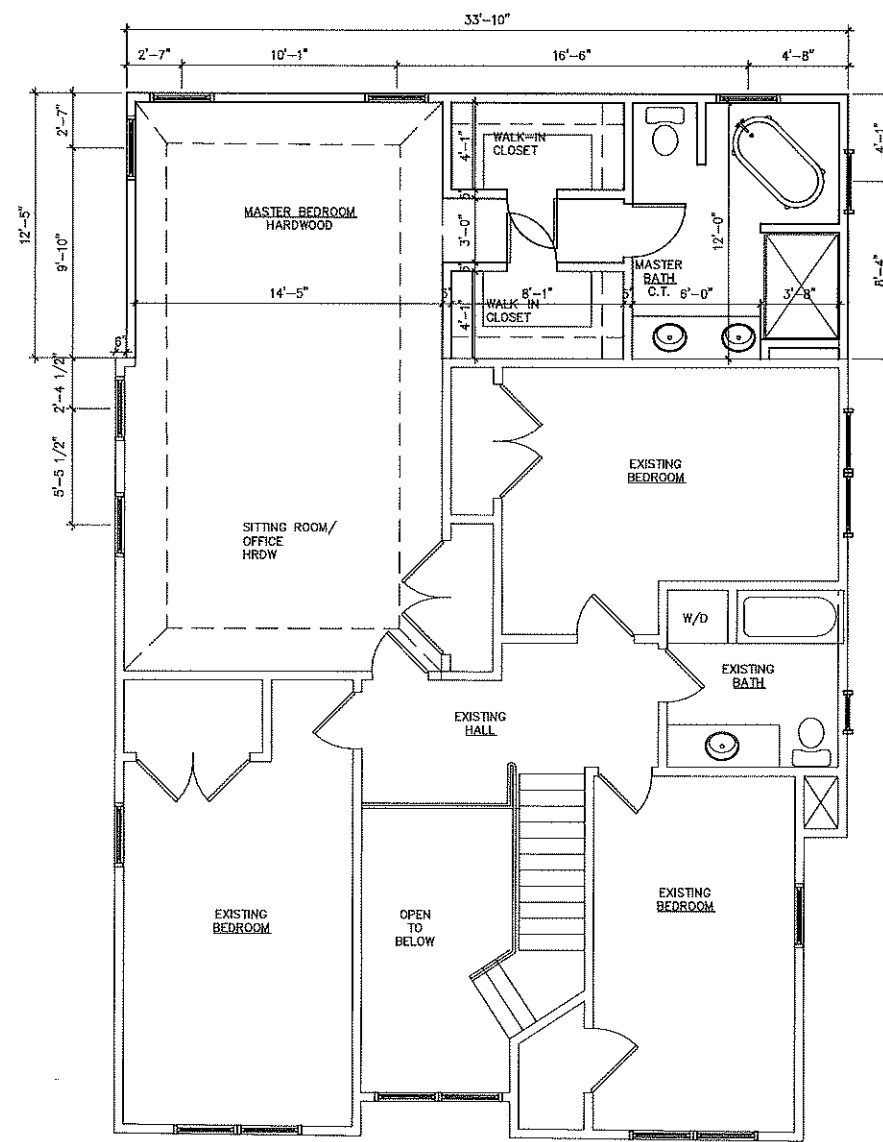 33'-10"
2'-7"
10'-1"
16'-6"
4'-8"
12'-5"
2'-7"
9'-10"
4'-1"
WALK-IN
CLOSET
5"
3'-0"
5"
4'-1"
WALK IN
CLOSET
MASTER BEDROOM
HARDWOOD
14'-5"
8'-1"
12'-0"
MASTER
BATH
C.T.
6'-0"
3'-8"
4'-1"
8'-4"
6"
2'-4 1/2"
5'-5 1/2"
EXISTING
BEDROOM
SITTING ROOM/
OFFICE
HRDW
W/D
EXISTING
BATH
EXISTING
HALL
EXISTING
BEDROOM
OPEN
TO
BELOW
EXISTING
BEDROOM